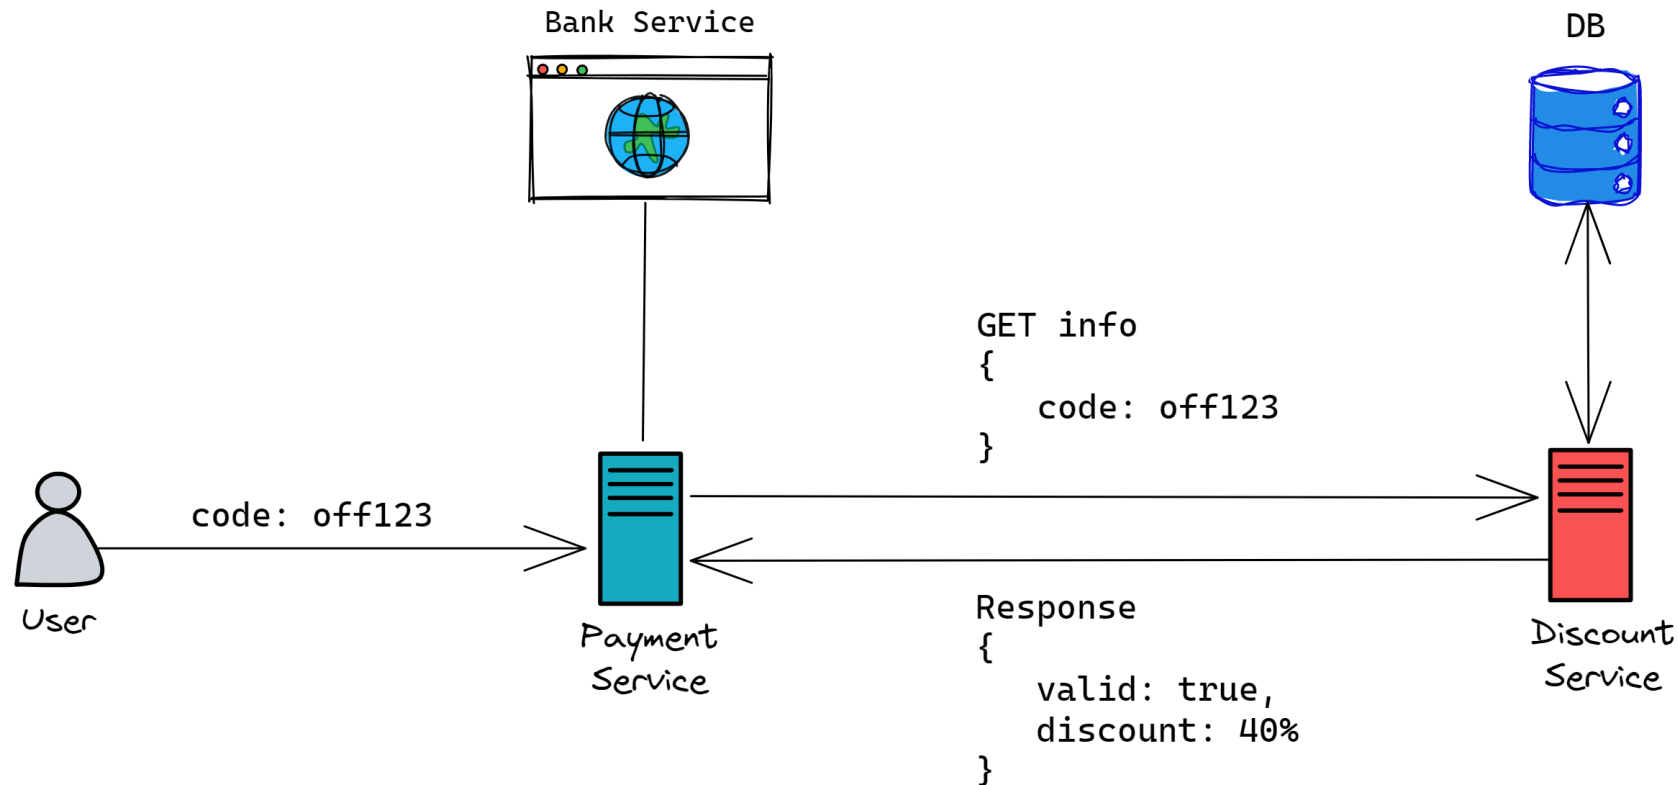 Bank Service
DB
GET info
{
code: off123
}
code: off123
User
Payment
Service
Response
{
valid: true,
discount: 40%
}
Discount
Service